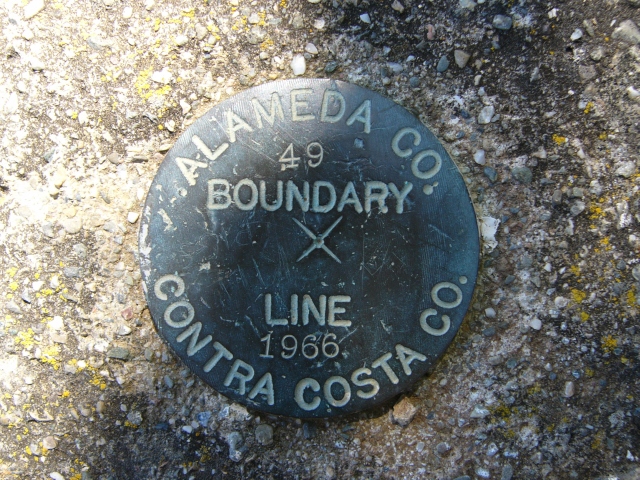 ALAMEDA CO.
49
BOUNDARY
LINE
1966
CONTRA COSTA CO.